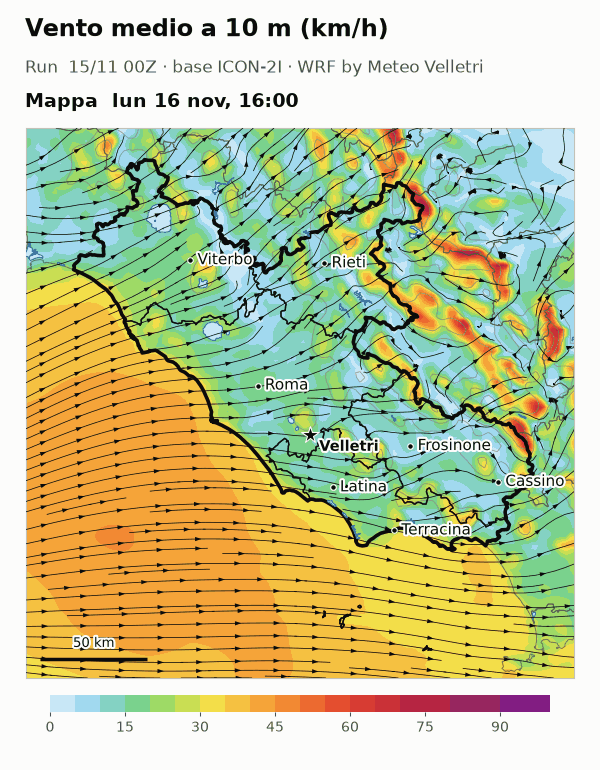 Vento medio a 10 m (km/h)
Run 15/11 00Z · base ICON-2I · WRF by Meteo Velletri
Mappa lun 16 nov, 16:00
Viterbo
Rieti
Roma
Velletri
Frosinone
Cassino
Latina
Terracina
50 km
0 15 30 45 60 75 90